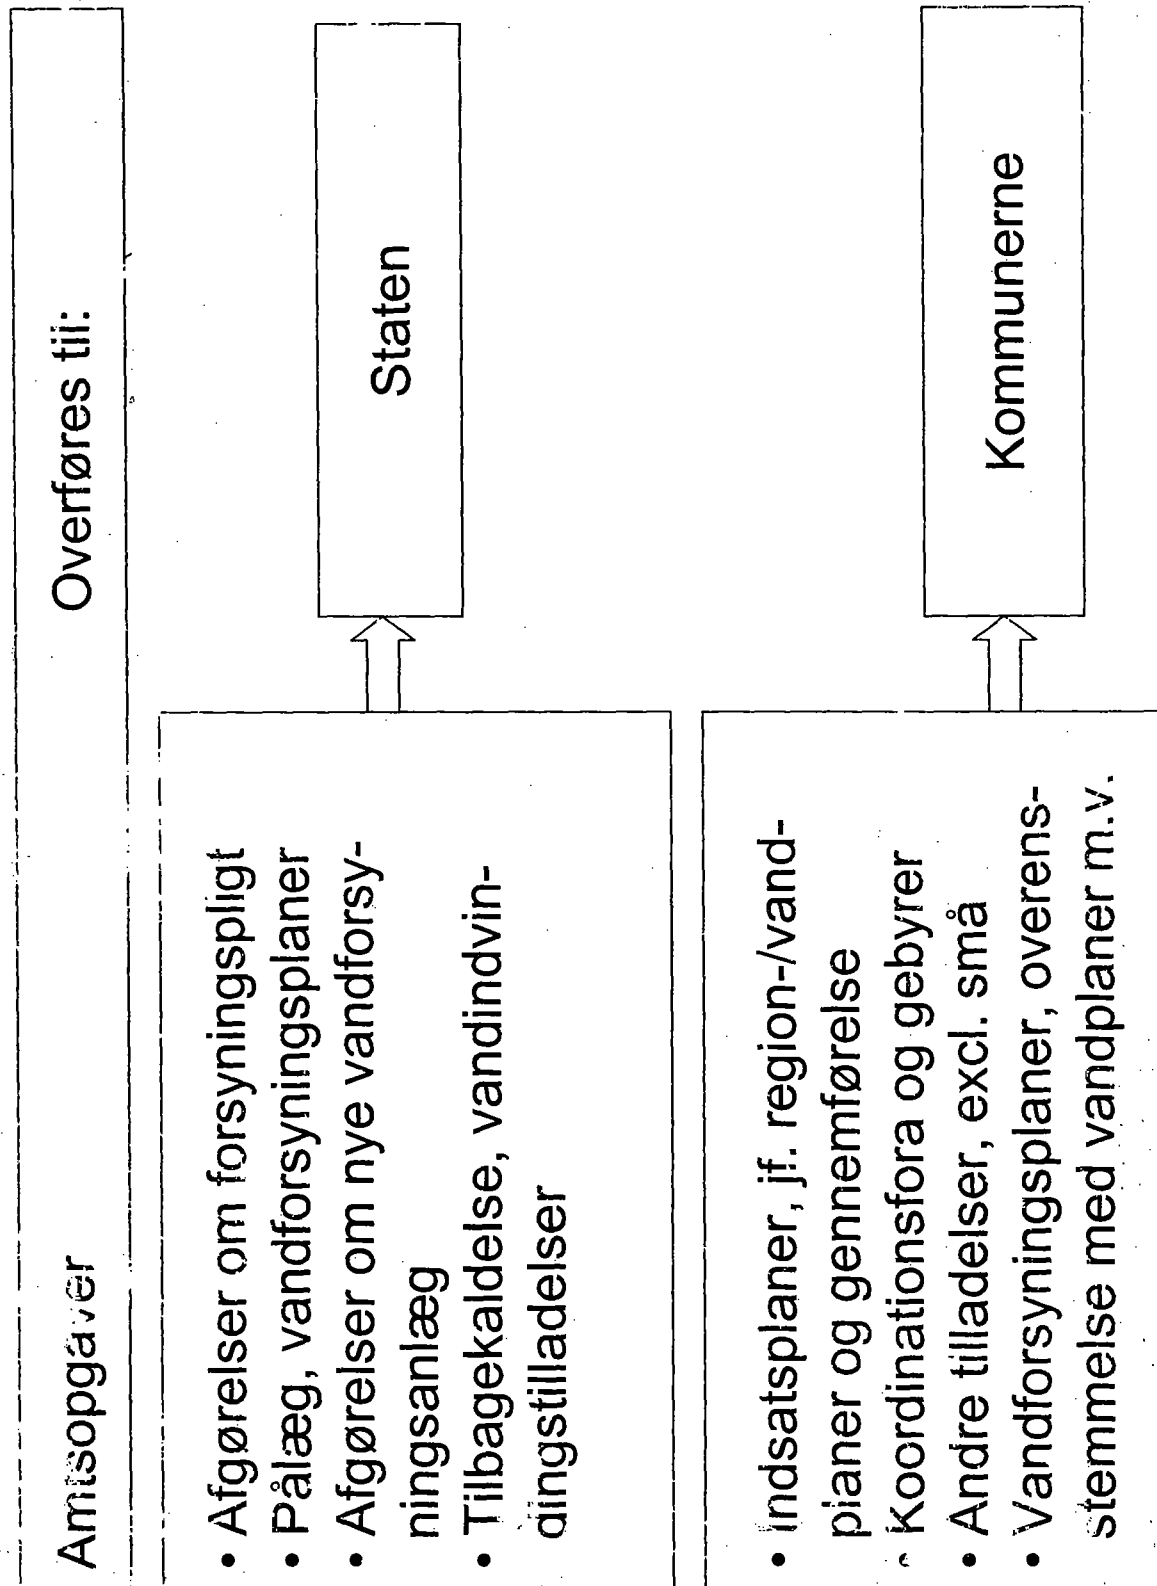 Amtsopgaver
Overføres til:
• Afgørelser om forsyningspligt
• Pålæg, vandforsyningsplaner
• Afgørelser om nye vandforsy-
ningsanlæg
• Tilbagekaldelse, vandindvin-
dingstilladelser
Staten
• Indsatsplaner, jf. region-/vand-
planer og gennemførelse
• Koordinationsfora og gebyrer
• Andre tilladelser, excl. små
• Vandforsyningsplaner, overens-
stemmelse med vandplaner m.v.
Kommunerne